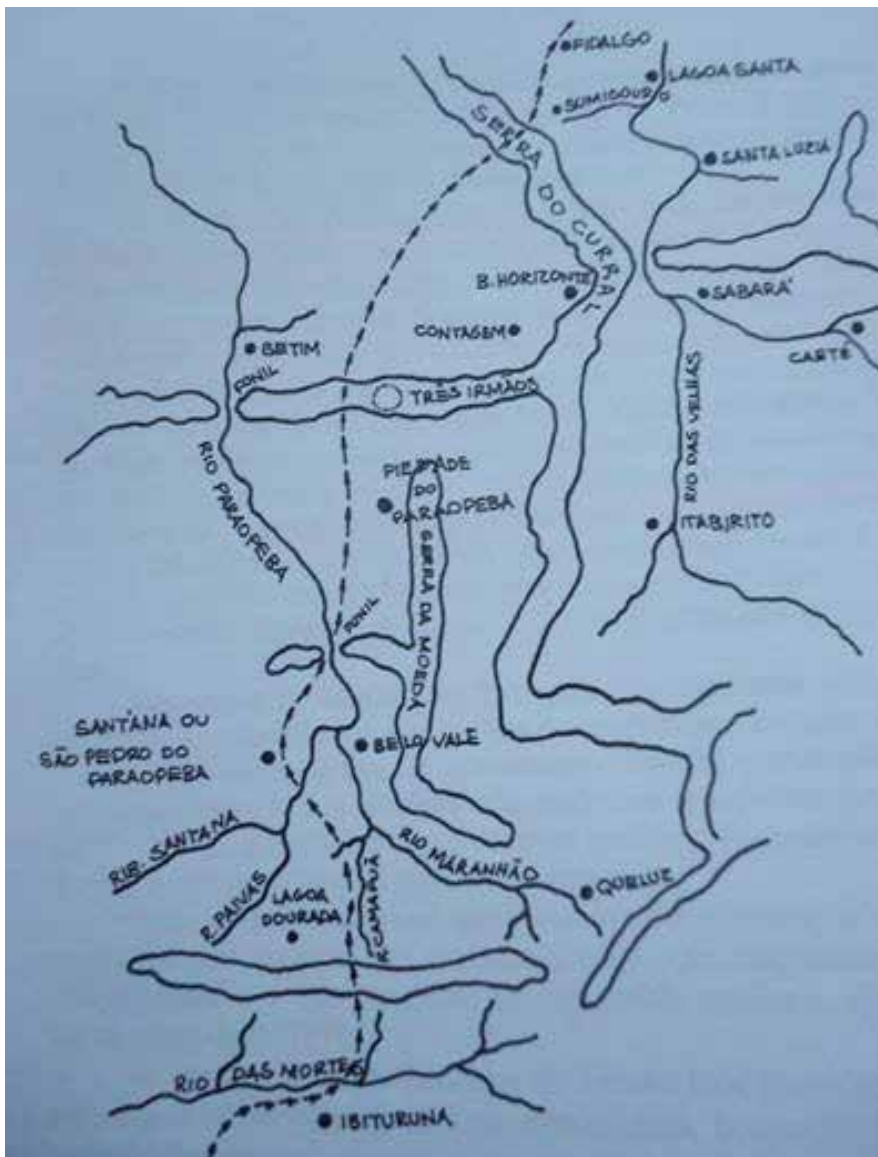 FIDALGO
LAGOA SANTA
SUMIDOURO
SANTA LUZIA
SERRA DO CURRAL
B. HORIZONTE
SABARÁ
CONTAGEM
BETIM
CAETÉ
FONIL
TRÊS IRMÃOS
RIO DAS VELHAS
RIO PARAOPEBA
PIEDADE
DO
PARAOPEBA
ITABIRITO
SERRA DA MOEDA
FONIL
SANTANA OU
SÃO PEDRO DO
PARAOPEBA
BELO VALE
RIB. SANTANA
RIO MARANHÃO
R. PAIVAS
LAGOA
DOURADA
R. CAMAPUÃ
QUELUZ
RIO DAS MORTES
IBITURUNA